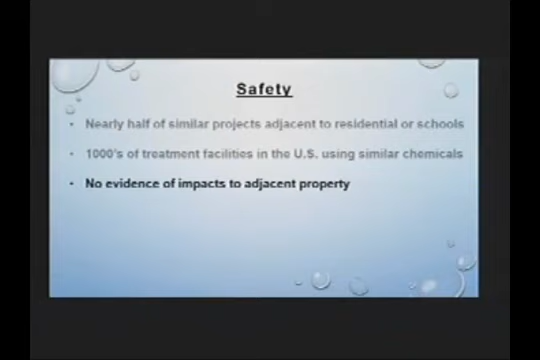 Safety
• Nearly half of similar projects adjacent to residential or schools
• 1000's of treatment facilities in the U.S. using similar chemicals
• No evidence of impacts to adjacent property